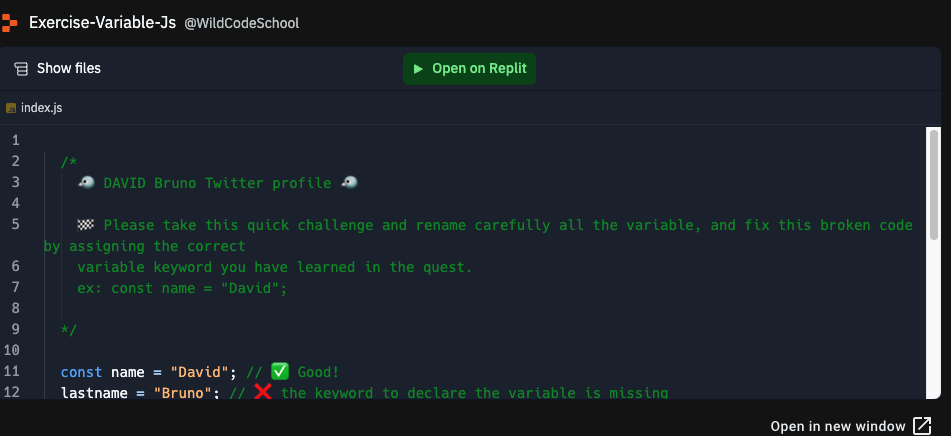 Exercise-Variable-Js @WildCodeSchool
Show files
Open on Replit
index.js
1
2 /*
3 DAVID Bruno Twitter profile
4
5 Please take this quick challenge and rename carefully all the variable, and fix this broken code
by assigning the correct
6 variable keyword you have learned in the quest.
7 ex: const name = "David";
8
9 */
10
11 const name = "David"; // ✅ Good!
12 lastname = "Bruno"; // ❌ the keyword to declare the variable is missing
Open in new window